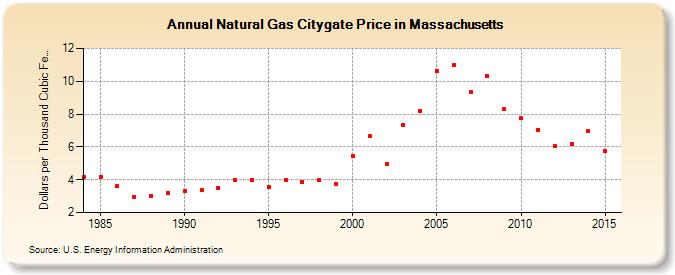 Annual Natural Gas Citygate Price in Massachusetts
Dollars per Thousand Cubic Fe...
12
10
8
6
4
2
1985 1990 1995 2000 2005 2010 2015
Source: U.S. Energy Information Administration